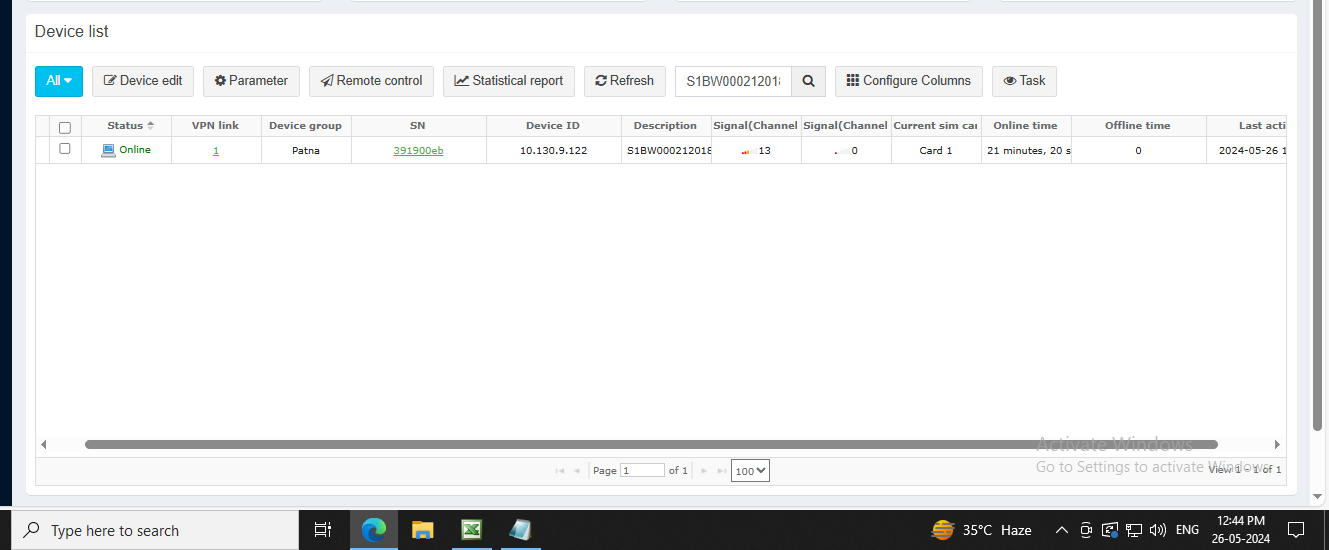 Device list
All Device edit Parameter Remote control Statistical report Refresh S1BW000212018 Configure Columns Task
Status VPN link Device group SN Device ID Description Signal(Channel Signal(Channel Current sim car Online time Offline time Last acti
Online 1 Patna 391900eb 10.130.9.122 S1BW000212018 13 0 Card 1 21 minutes, 20 s 0 2024-05-26 1
Activate Windows
Page 1 of 1 100 View 1 - 1 of 1
Go to Settings to activate Windows.
Type here to search 35°C Haze ENG 12:44 PM
26-05-2024